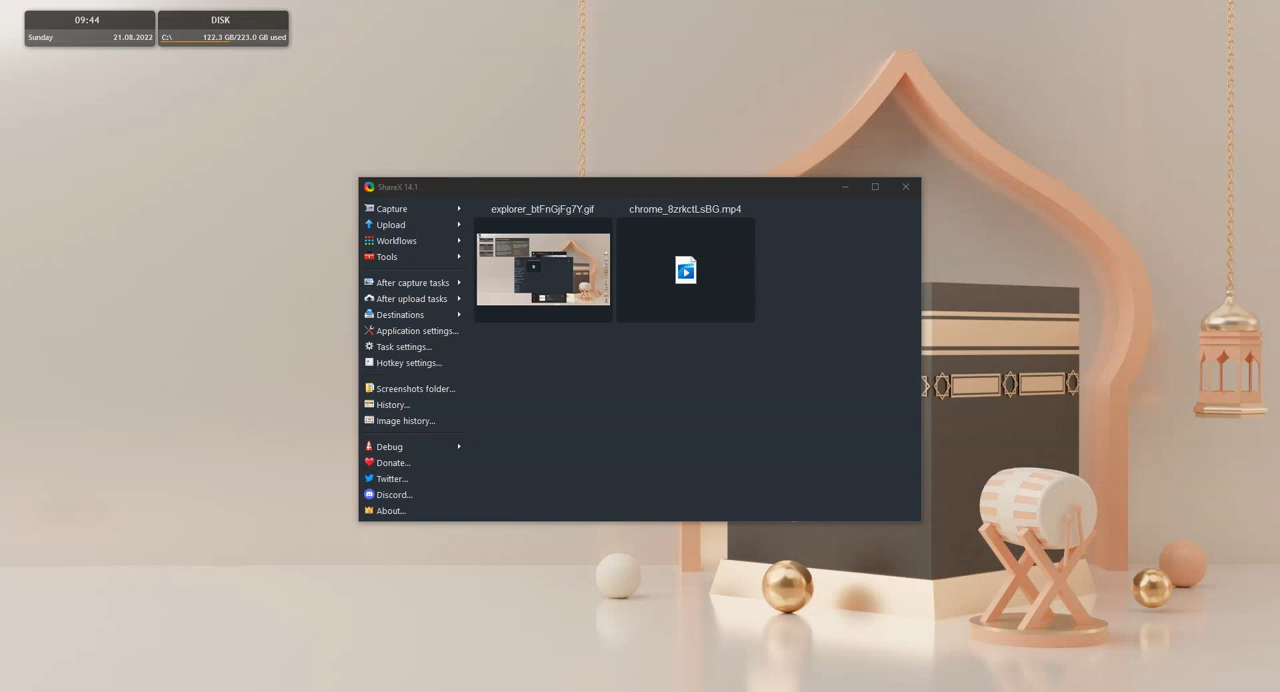 09:44
Sunday 21.08.2022
DISK
C:\ 122.3 GB/223.0 GB used
ShareX 14.1
Capture
Upload
Workflows
Tools
After capture tasks
After upload tasks
Destinations
Application settings...
Task settings...
Hotkey settings...
Screenshots folder...
History...
Image history...
Debug
Donate...
Twitter...
Discord...
About...
explorer_btFnGjFg7Y.gif
chrome_8zrkctLsBG.mp4